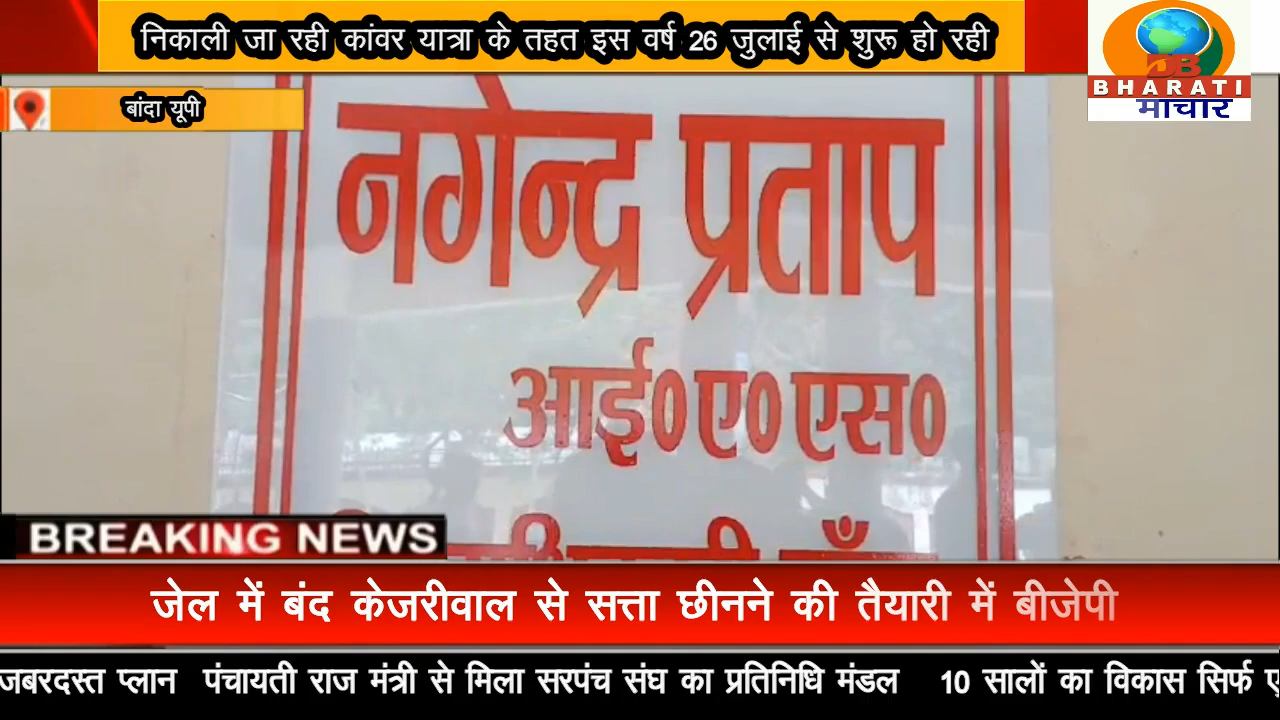 निकाली जा रही कांवर यात्रा के तहत इस वर्ष 26 जुलाई से शुरू हो रही
BHARATI
माचार
बांदा यूपी
नगेन्द्र प्रताप
आई० ए० एस०
BREAKING NEWS
जेल में बंद केजरीवाल से सत्ता छीनने की तैयारी में बीजेपी
जबरदस्त प्लान पंचायती राज मंत्री से मिला सरपंच संघ का प्रतिनिधि मंडल 10 सालों का विकास सिर्फ